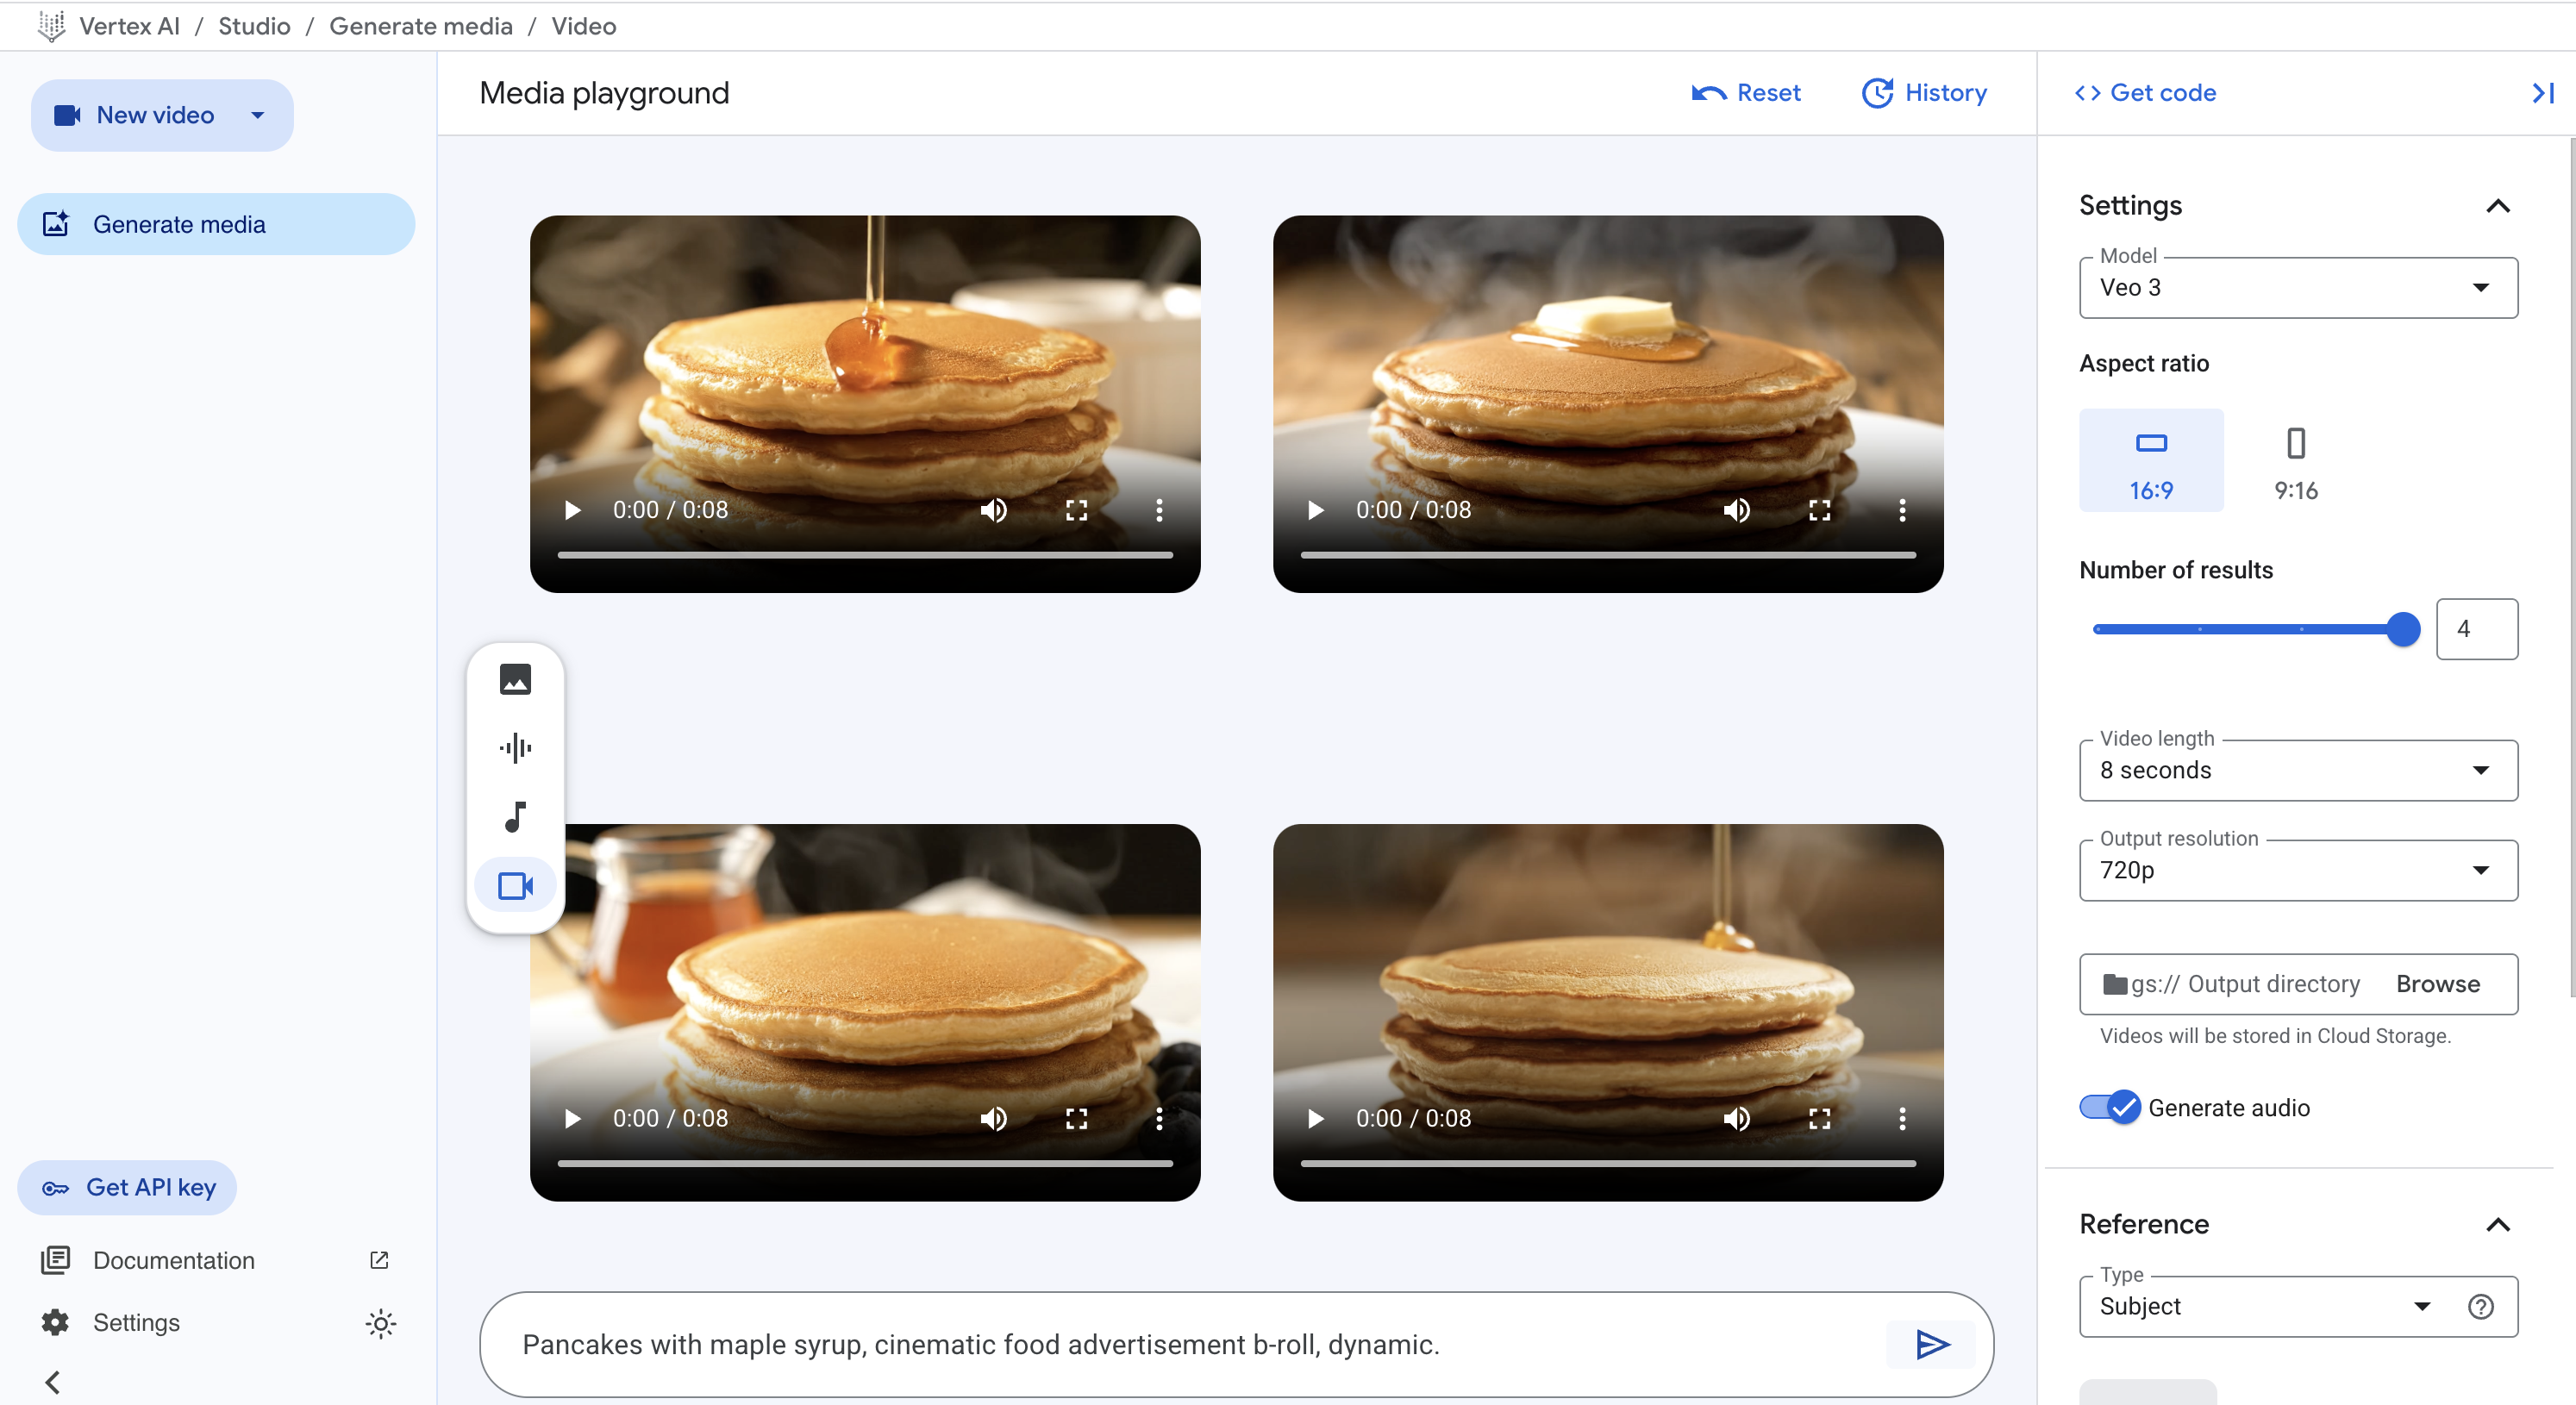 Vertex AI / Studio / Generate media / Video
New video
Generate media
Get API key
Documentation
Settings
Media playground
Reset
History
0:00 / 0:08
0:00 / 0:08
0:00 / 0:08
0:00 / 0:08
Pancakes with maple syrup, cinematic food advertisement b-roll, dynamic.
<> Get code
Settings
Model
Veo 3
Aspect ratio
16:9
9:16
Number of results
4
Video length
8 seconds
Output resolution
720p
gs:// Output directory Browse
Videos will be stored in Cloud Storage.
Generate audio
Reference
Type
Subject